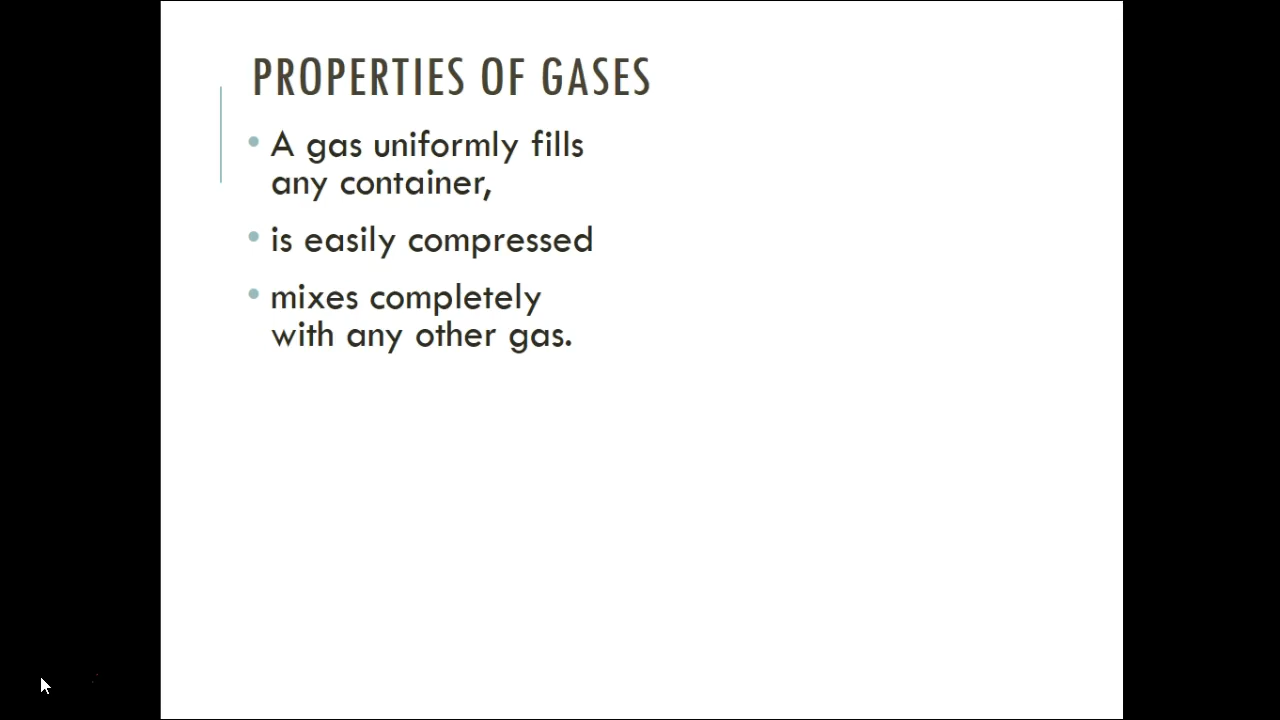 PROPERTIES OF GASES
• A gas uniformly fills
any container,
• is easily compressed
• mixes completely
with any other gas.